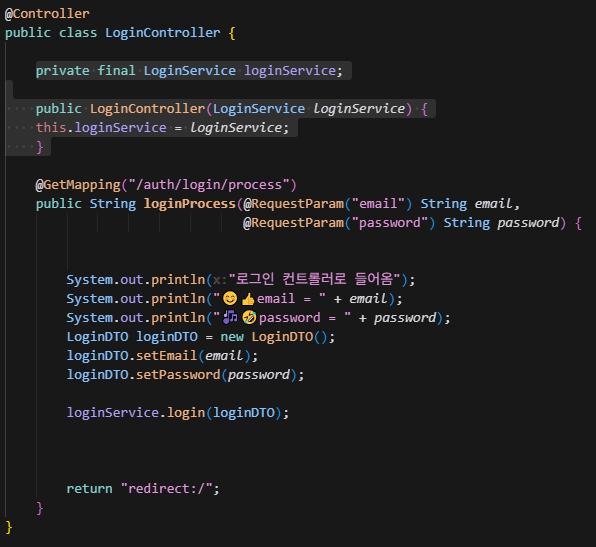 @Controller
public class LoginController {
    private final LoginService loginService;
    public LoginController(LoginService loginService) {
    this.loginService = loginService;
    }
    @GetMapping("/auth/login/process")
    public String loginProcess(@RequestParam("email") String email,
                               @RequestParam("password") String password) {
        System.out.println(x:"로그인 컨트롤러로 들어옴");
        System.out.println("😊👍email = " + email);
        System.out.println("🎶🤣password = " + password);
        LoginDTO loginDTO = new LoginDTO();
        loginDTO.setEmail(email);
        loginDTO.setPassword(password);
        loginService.login(loginDTO);
        return "redirect:/";
    }
}